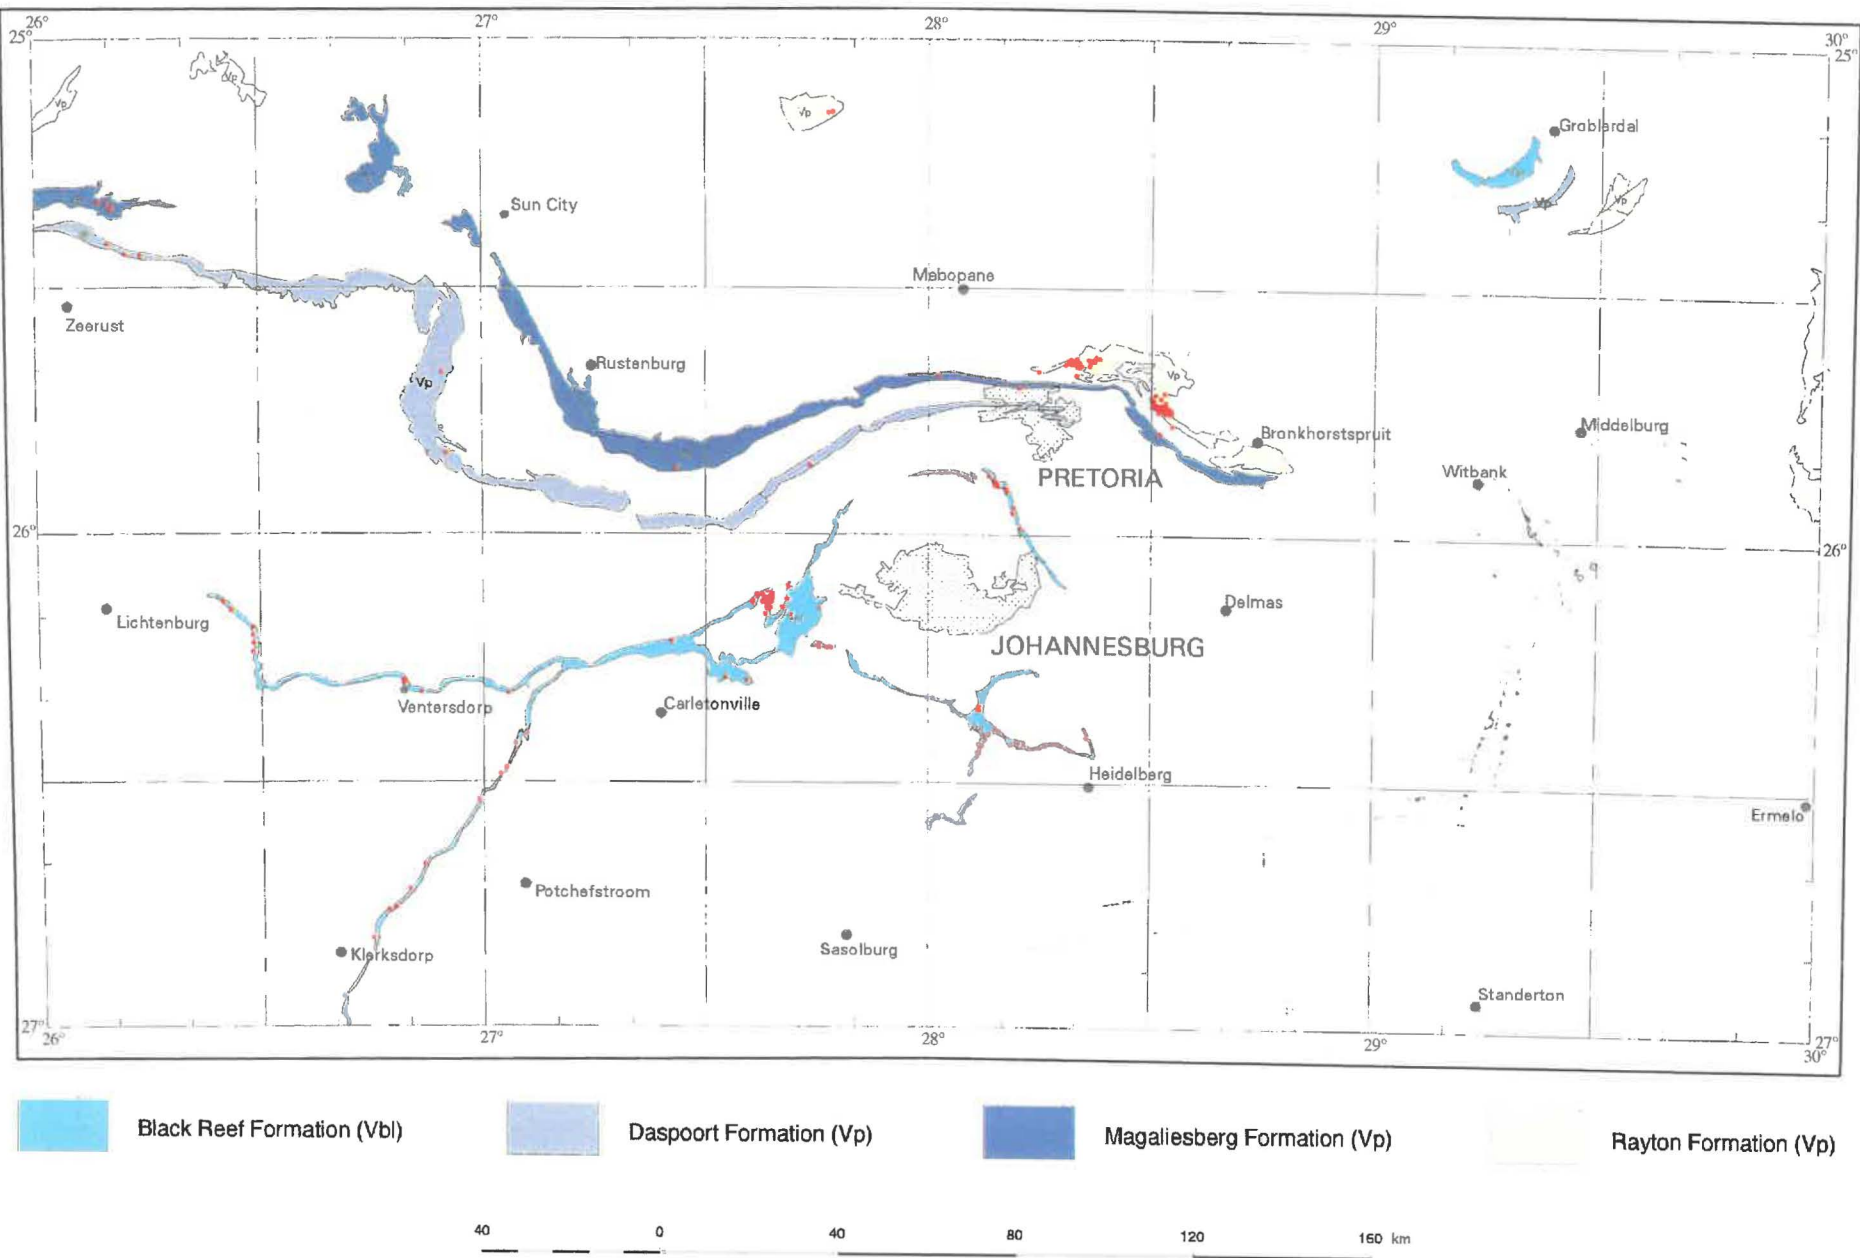 26° 27° 28° 29° 30°
25° 25°
Vp Vp Vp
Groblerdal
Vp Vp
Sun City
Mabopane
Zeerust
Rustenburg
Vp Vp
Bronkhorstspruit
Middelburg
Witbank
PRETORIA
26° 26°
Lichtenburg
Delmas
JOHANNESBURG
Ventersdorp
Carletonville
Heidelberg
Ermelo
Potchefstroom
Sasolburg
Klerksdorp
Standerton
27° 27°
26° 27° 28° 29° 30°
Black Reef Formation (Vbl) Daspoort Formation (Vp) Magaliesberg Formation (Vp) Rayton Formation (Vp)
40 0 40 80 120 160 km